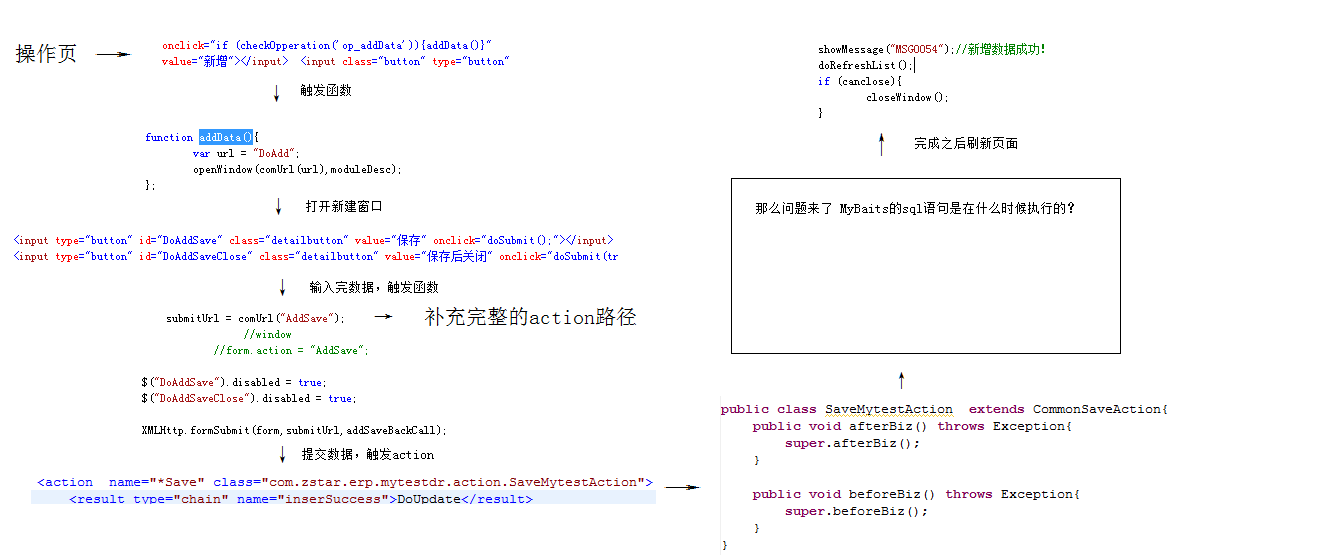 操作页
onclick="if (checkOpperation('op_addData')){addData()}"
value="新增"></input> <input class="button" type="button"
触发函数
function addData(){
var url = "DoAdd";
openWindow(comUrl(url),moduleDesc);
};
打开新建窗口
<input type="button" id="DoAddSave" class="detailbutton" value="保存" onclick="doSubmit();"></input>
<input type="button" id="DoAddSaveClose" class="detailbutton" value="保存后关闭" onclick="doSubmit(tr
输入完数据，触发函数
submitUrl = comUrl("AddSave");
补充完整的action路径
//window
//form.action = "AddSave";
$("DoAddSave").disabled = true;
$("DoAddSaveClose").disabled = true;
XMLHttp.formSubmit(form,submitUrl,addSaveBackCall);
提交数据，触发action
<action name="*Save" class="com.zstar.erp.mytestdr.action.SaveMytestAction">
<result type="chain" name="inserSuccess">DoUpdate</result>
public class SaveMytestAction extends CommonSaveAction{
public void afterBiz() throws Exception{
super.afterBiz();
}
public void beforeBiz() throws Exception{
super.beforeBiz();
}
}
那么问题来了 MyBaits的sql语句是在什么时候执行的？
完成之后刷新页面
showMessage("MSG0054");//新增数据成功！
doRefreshList();
if (canclose){
closeWindow();
}